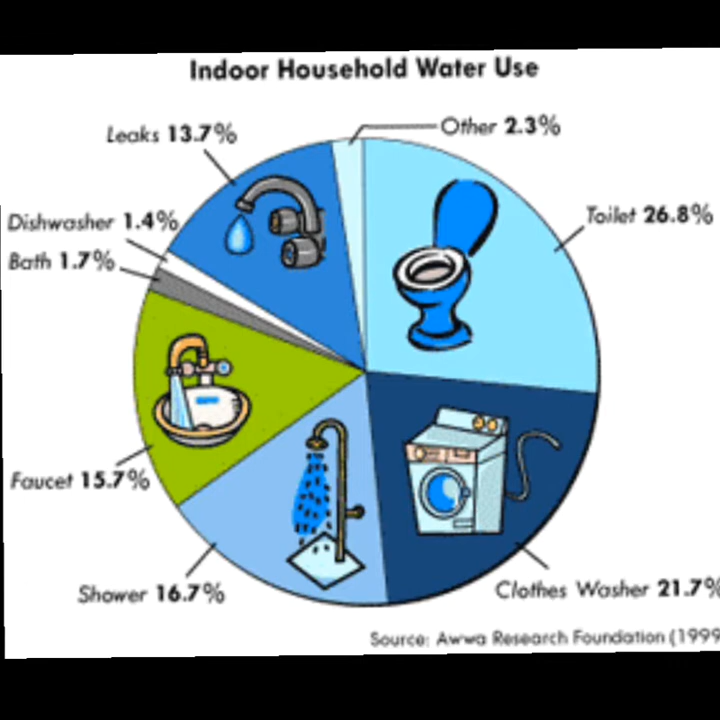 Indoor Household Water Use
Leaks 13.7%
Other 2.3%
Dishwasher 1.4%
Toilet 26.8%
Bath 1.7%
Faucet 15.7%
Shower 16.7%
Clothes Washer 21.7%
Source: Awwa Research Foundation (1999